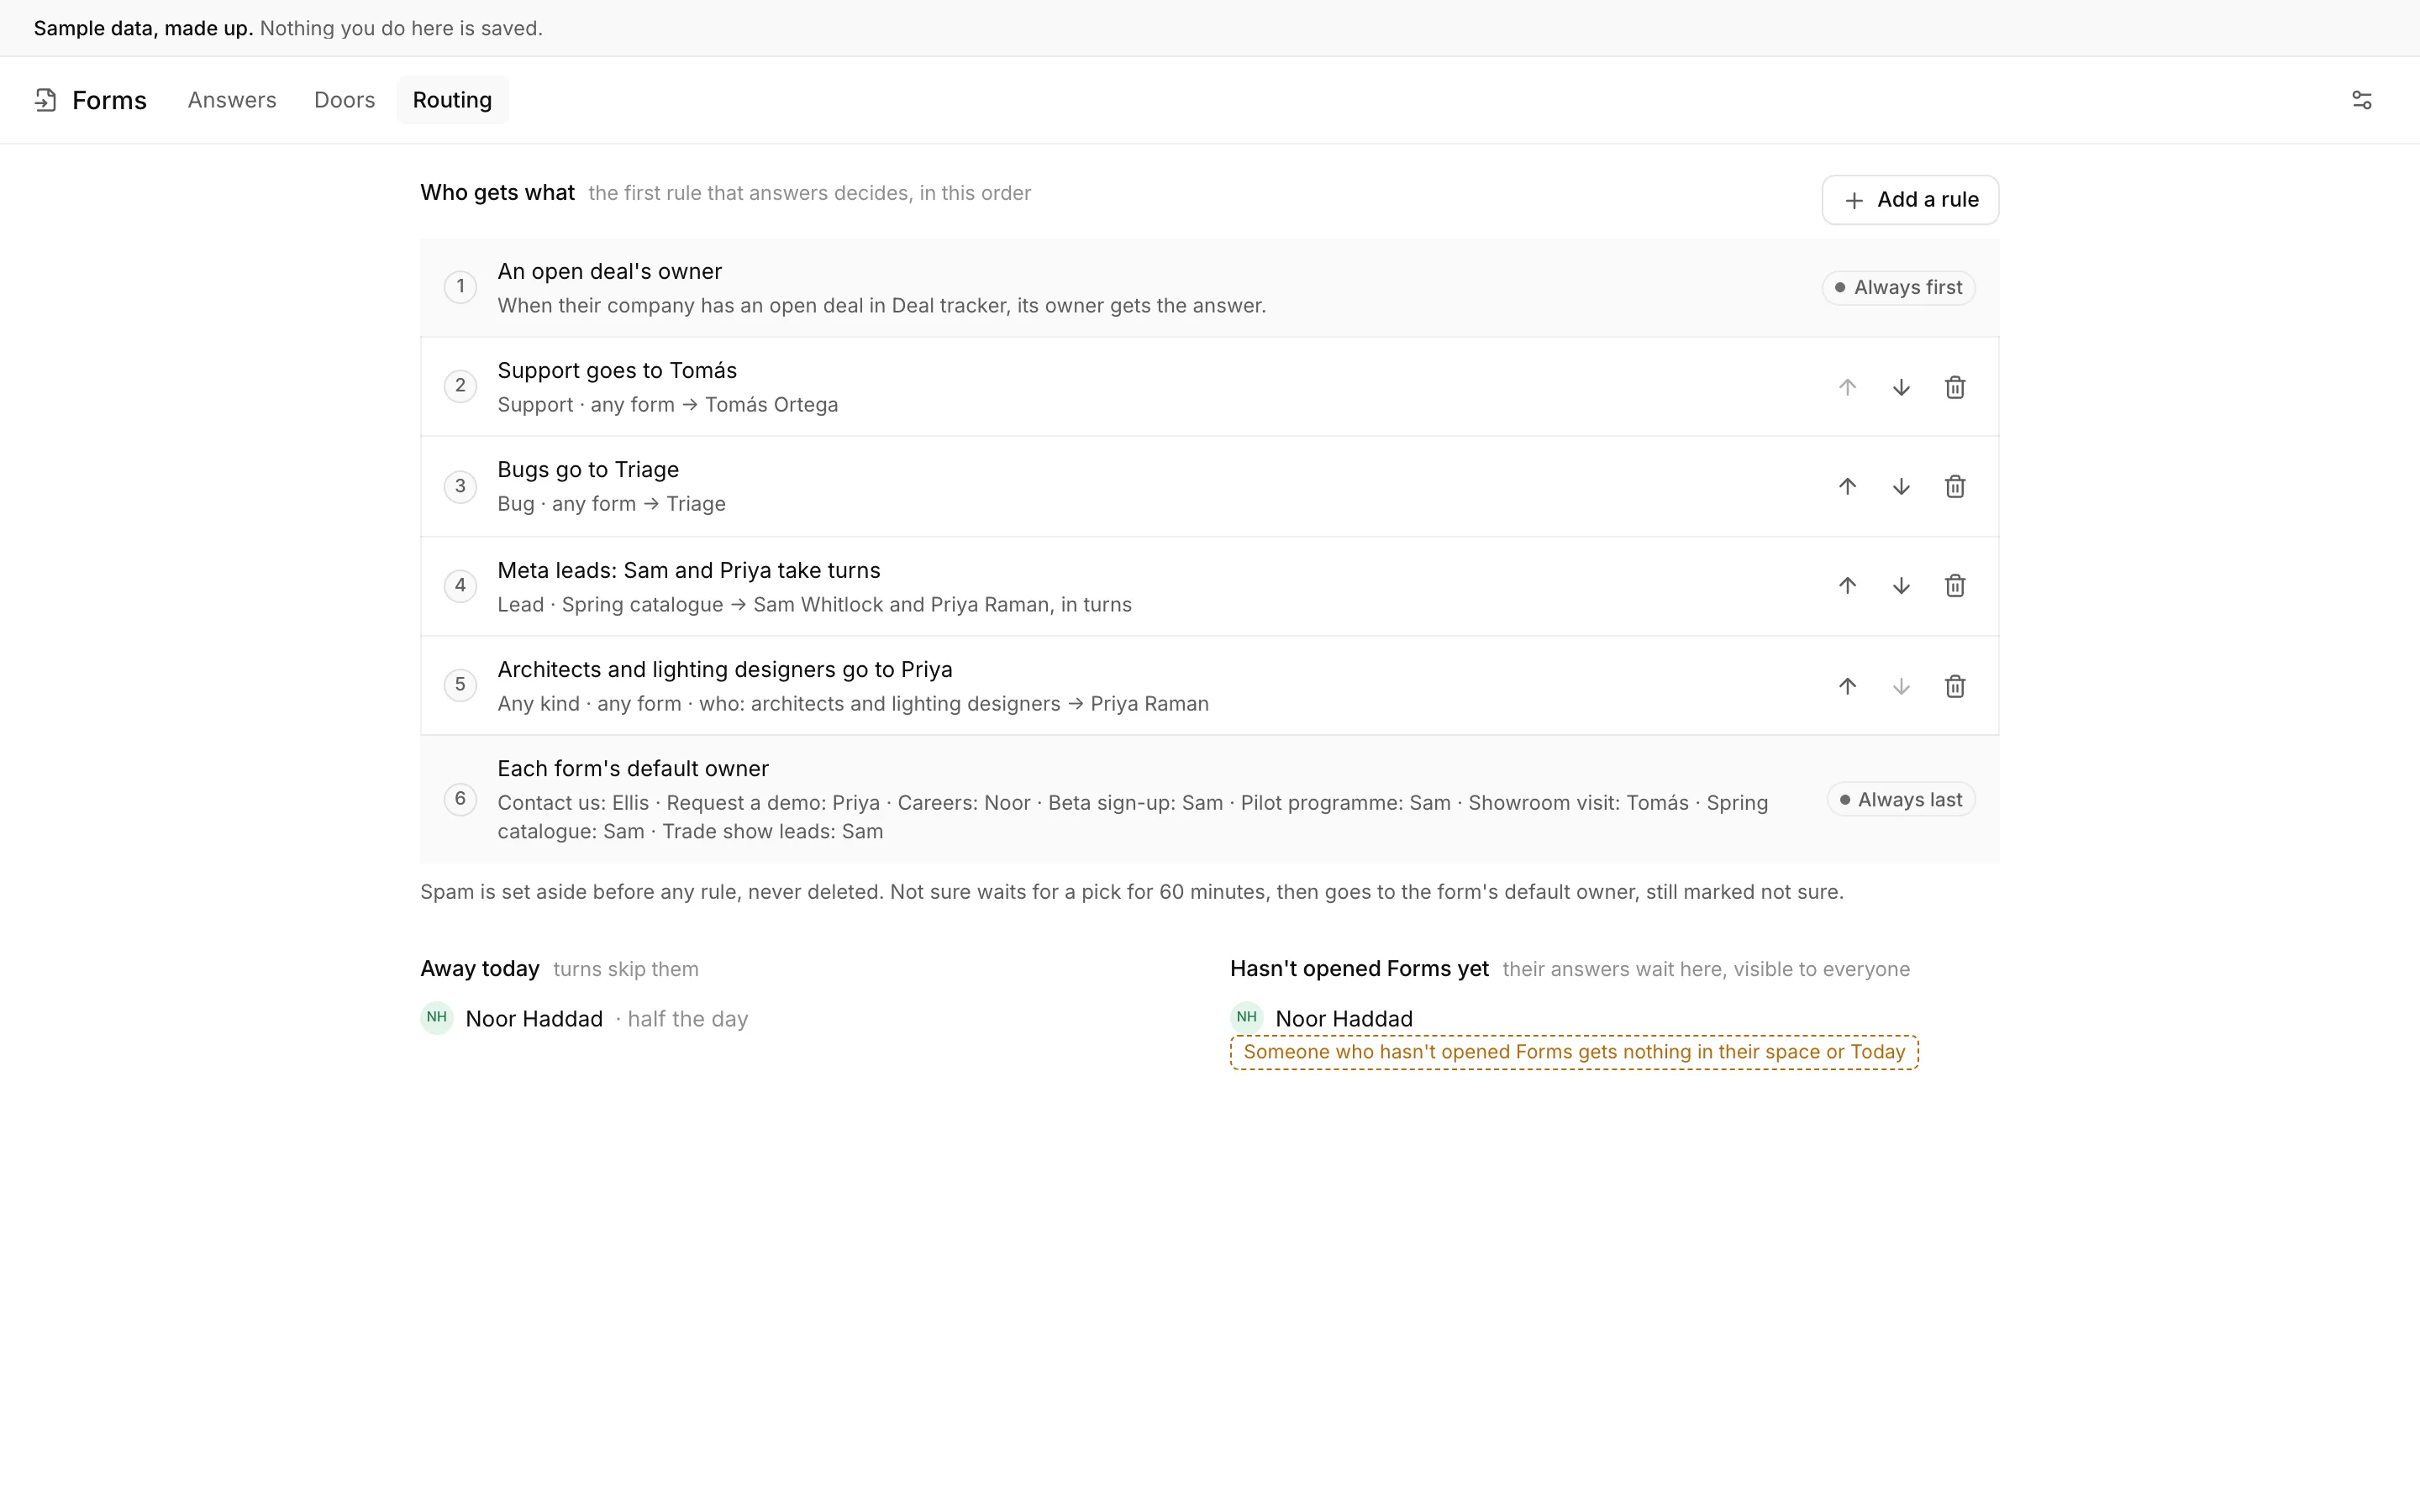 Sample data, made up. Nothing you do here is saved.
Forms Answers Doors Routing
Who gets what the first rule that answers decides, in this order
Add a rule
1 An open deal's owner
When their company has an open deal in Deal tracker, its owner gets the answer.
Always first
2 Support goes to Tomás
Support · any form → Tomás Ortega
3 Bugs go to Triage
Bug · any form → Triage
4 Meta leads: Sam and Priya take turns
Lead · Spring catalogue → Sam Whitlock and Priya Raman, in turns
5 Architects and lighting designers go to Priya
Any kind · any form · who: architects and lighting designers → Priya Raman
6 Each form's default owner
Contact us: Ellis · Request a demo: Priya · Careers: Noor · Beta sign-up: Sam · Pilot programme: Sam · Showroom visit: Tomás · Spring
catalogue: Sam · Trade show leads: Sam
Always last
Spam is set aside before any rule, never deleted. Not sure waits for a pick for 60 minutes, then goes to the form's default owner, still marked not sure.
Away today turns skip them
NH Noor Haddad · half the day
Hasn't opened Forms yet their answers wait here, visible to everyone
NH Noor Haddad
Someone who hasn't opened Forms gets nothing in their space or Today